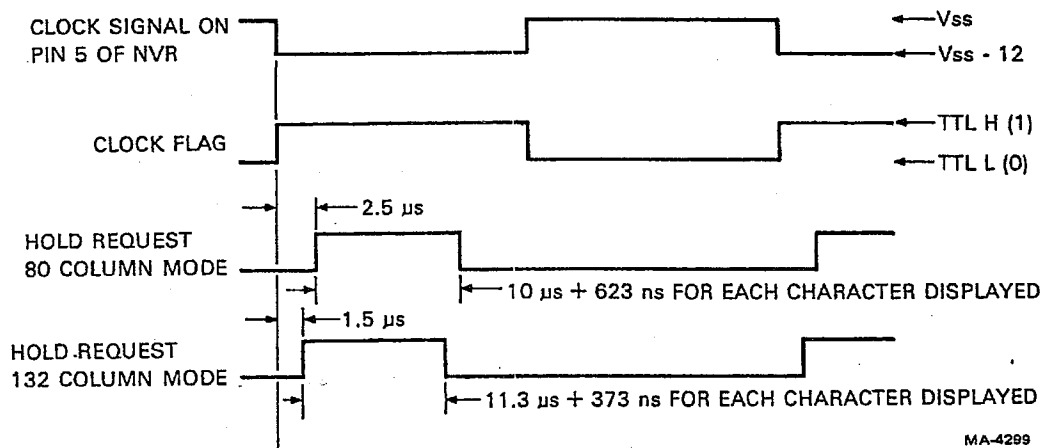 CLOCK SIGNAL ON
PIN 5 OF NVR
Vss
Vss - 12
CLOCK FLAG
TTL H (1)
TTL L (0)
2.5 µs
HOLD REQUEST
80 COLUMN MODE
10 µs + 623 ns FOR EACH CHARACTER DISPLAYED
1.5 µs
HOLD REQUEST
132 COLUMN MODE
11.3 µs + 373 ns FOR EACH CHARACTER DISPLAYED
MA-4299